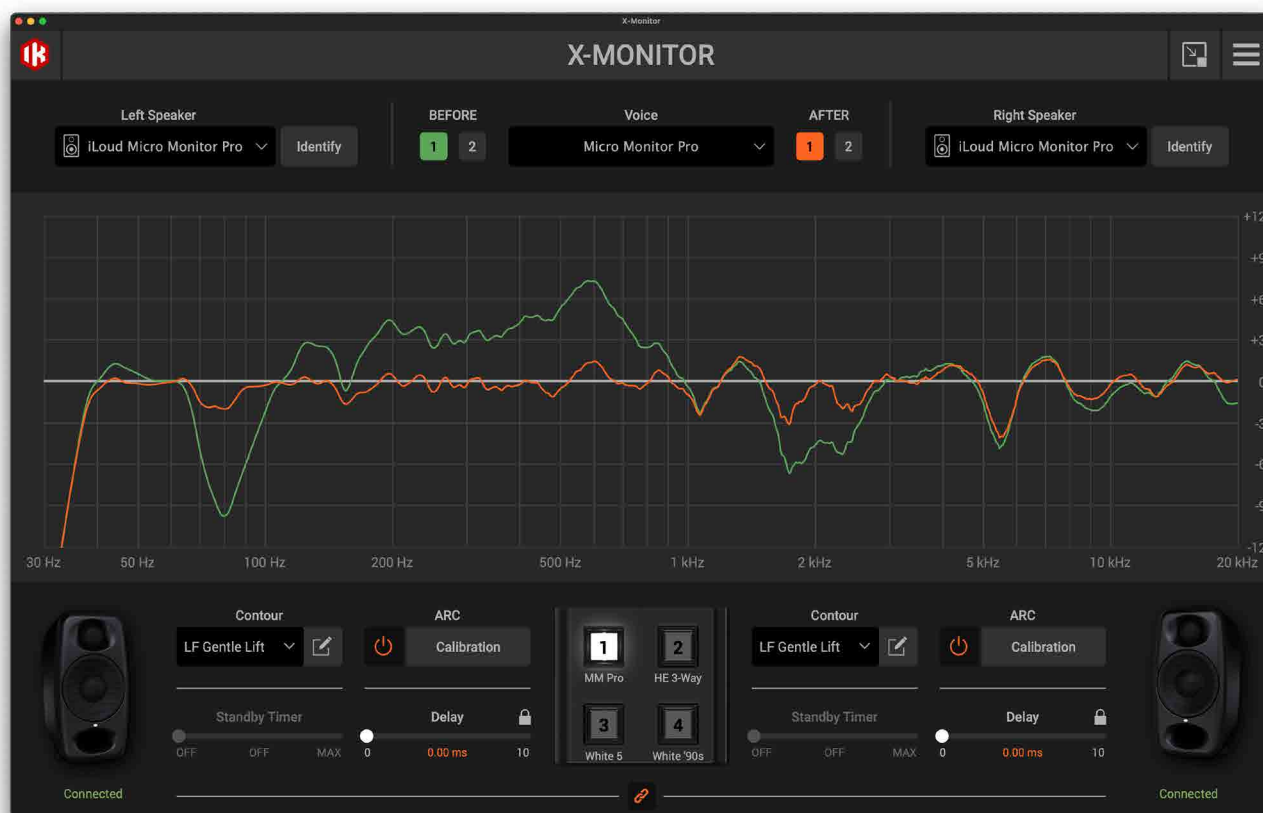 X-Monitor
X-MONITOR
Left Speaker
iLoud Micro Monitor Pro
Identify
BEFORE
1 2
Voice
Micro Monitor Pro
AFTER
1 2
Right Speaker
iLoud Micro Monitor Pro
Identify
+12
+9
+6
+3
0
-3
-6
-9
-12
30 Hz 50 Hz 100 Hz 200 Hz 500 Hz 1 kHz 2 kHz 5 kHz 10 kHz 20 kHz
Contour
LF Gentle Lift
ARC
Calibration
Standby Timer
OFF OFF MAX
Delay
0 0.00 ms 10
Connected
1
MM Pro
2
HE 3-Way
3
White 5
4
White '90s
Contour
LF Gentle Lift
ARC
Calibration
Standby Timer
OFF OFF MAX
Delay
0 0.00 ms 10
Connected